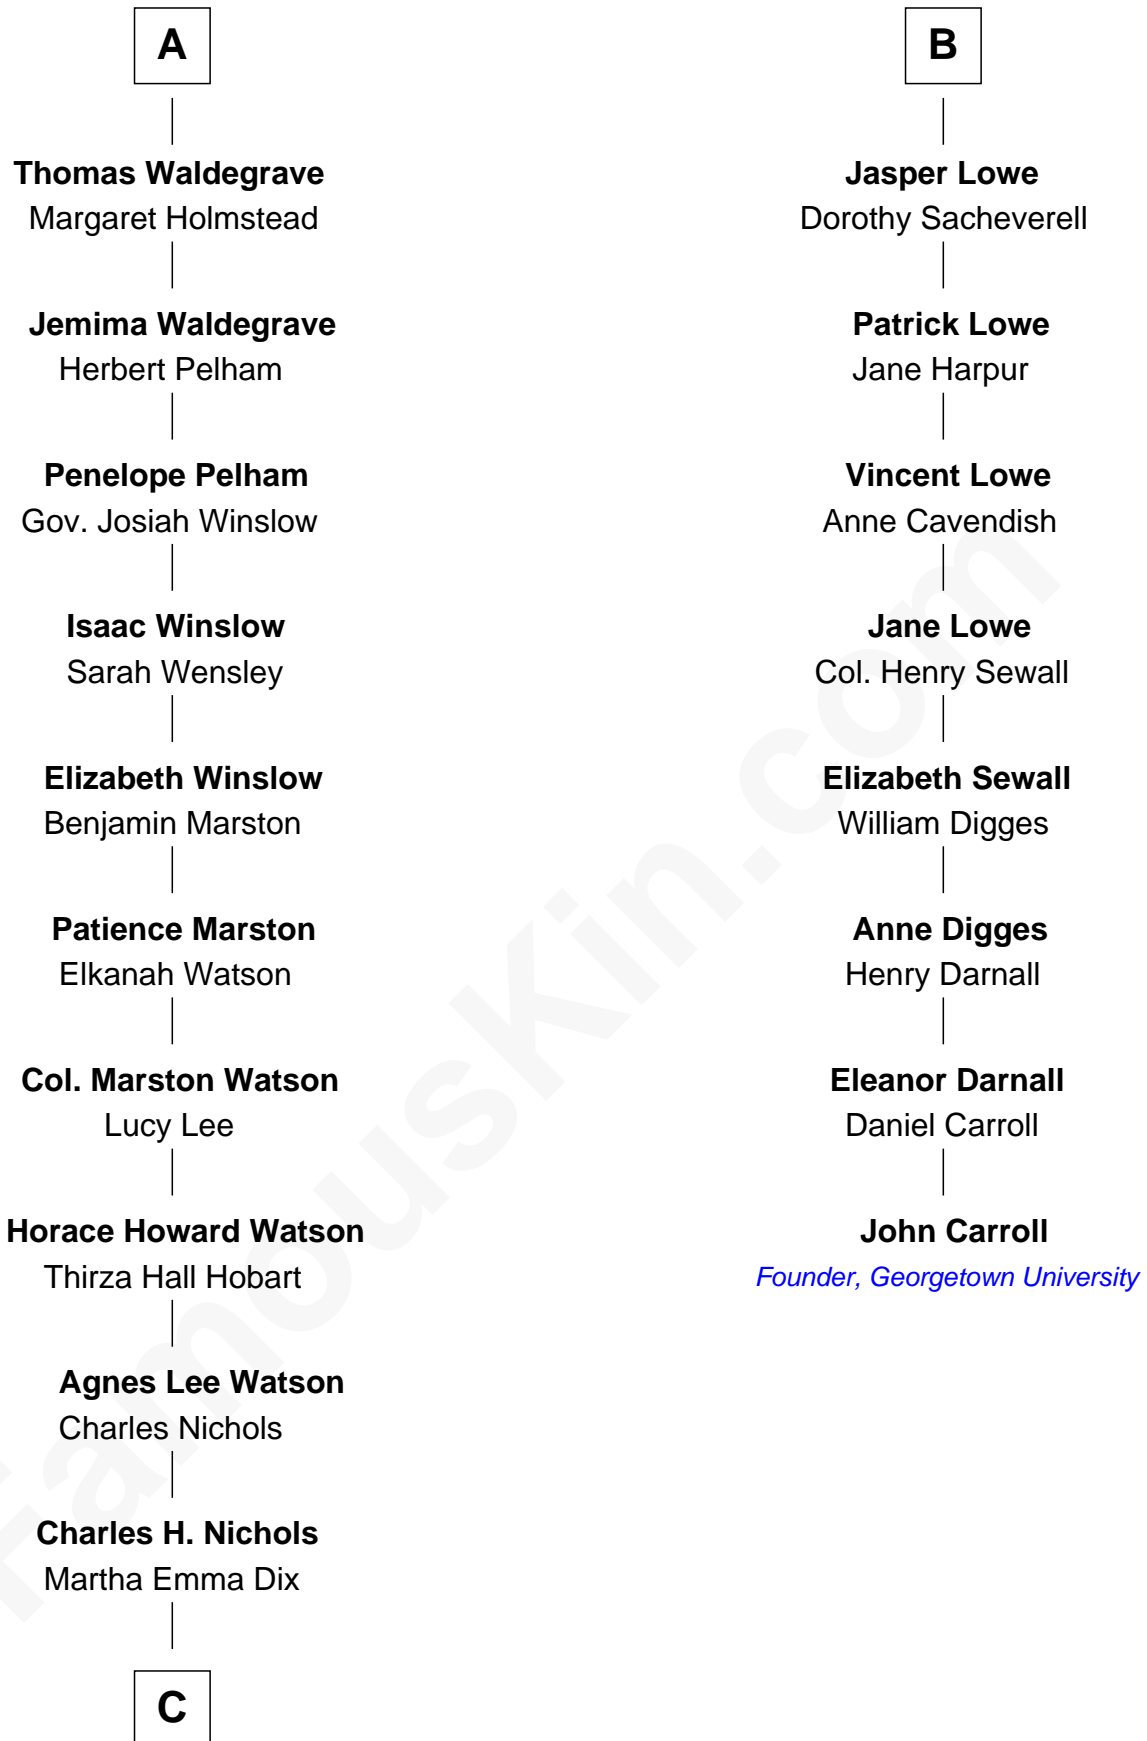 A
Thomas Waldegrave
Margaret Holmstead
Jemima Waldegrave
Herbert Pelham
Penelope Pelham
Gov. Josiah Winslow
Isaac Winslow
Sarah Wensley
Elizabeth Winslow
Benjamin Marston
Patience Marston
Elkanah Watson
Col. Marston Watson
Lucy Lee
Horace Howard Watson
Thirza Hall Hobart
Agnes Lee Watson
Charles Nichols
Charles H. Nichols
Martha Emma Dix
C
B
Jasper Lowe
Dorothy Sacheverell
Patrick Lowe
Jane Harpur
Vincent Lowe
Anne Cavendish
Jane Lowe
Col. Henry Sewall
Elizabeth Sewall
William Digges
Anne Digges
Henry Darnall
Eleanor Darnall
Daniel Carroll
John Carroll
Founder, Georgetown University
FamousKin.com